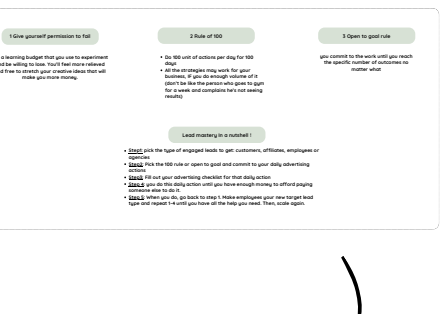 1 Give yourself permission to fail
a learning budget that you use to experiment
nd be willing to lose. You'll feel more relieved
nd free to stretch your creative ideas that will
make you more money.
2 Rule of 100
• Do 100 unit of actions per day for 100
days
• All the strategies may work for your
business, IF you do enough volume of it
(don't be like the person who goes to gym
for a week and complains he's not seeing
results)
3 Open to goal rule
you commit to the work until you reach
the specific number of outcomes no
matter what
Lead mastery in a nutshell !
• Step1: pick the type of engaged leads to get: customers, affiliates, employees or
agencies
• Step2: Pick the 100 rule or open to goal and commit to your daily advertising
actions
• Step3: Fill out your advertising checklist for that daily action
• Step 4: you do this daily action until you have enough money to afford paying
someone else to do it.
• Step 5: When you do, go back to step 1. Make employees your new target lead
type and repeat 1-4 until you have all the help you need. Then, scale again.